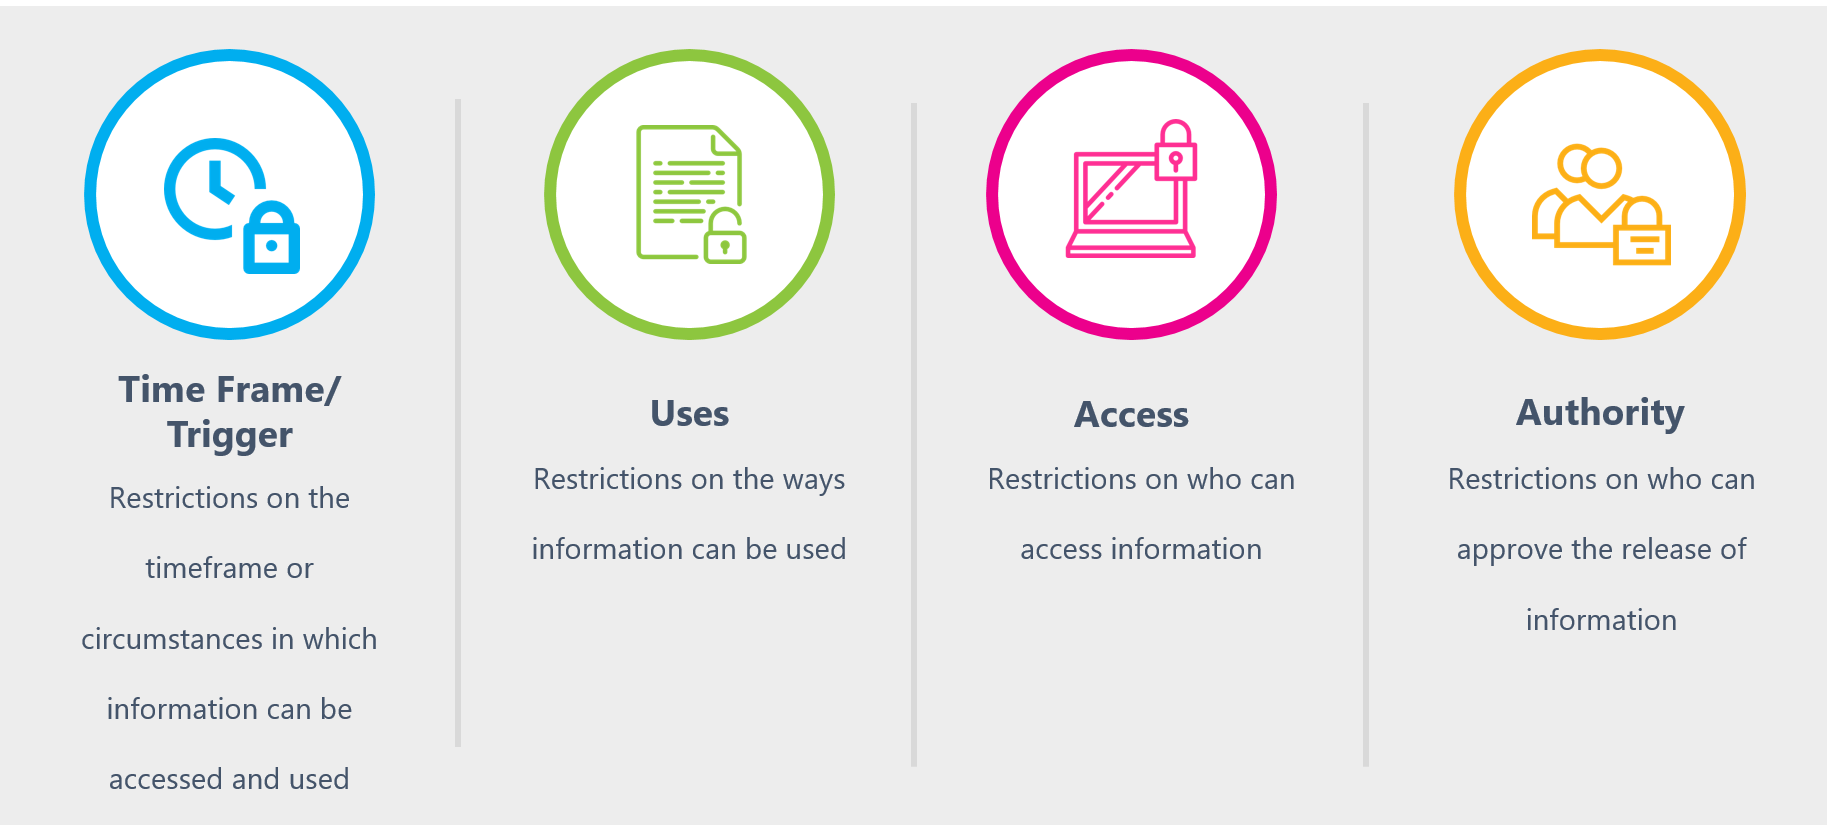 Time Frame/
Trigger
Restrictions on the
timeframe or
circumstances in which
information can be
accessed and used
Uses
Restrictions on the ways
information can be used
Access
Restrictions on who can
access information
Authority
Restrictions on who can
approve the release of
information